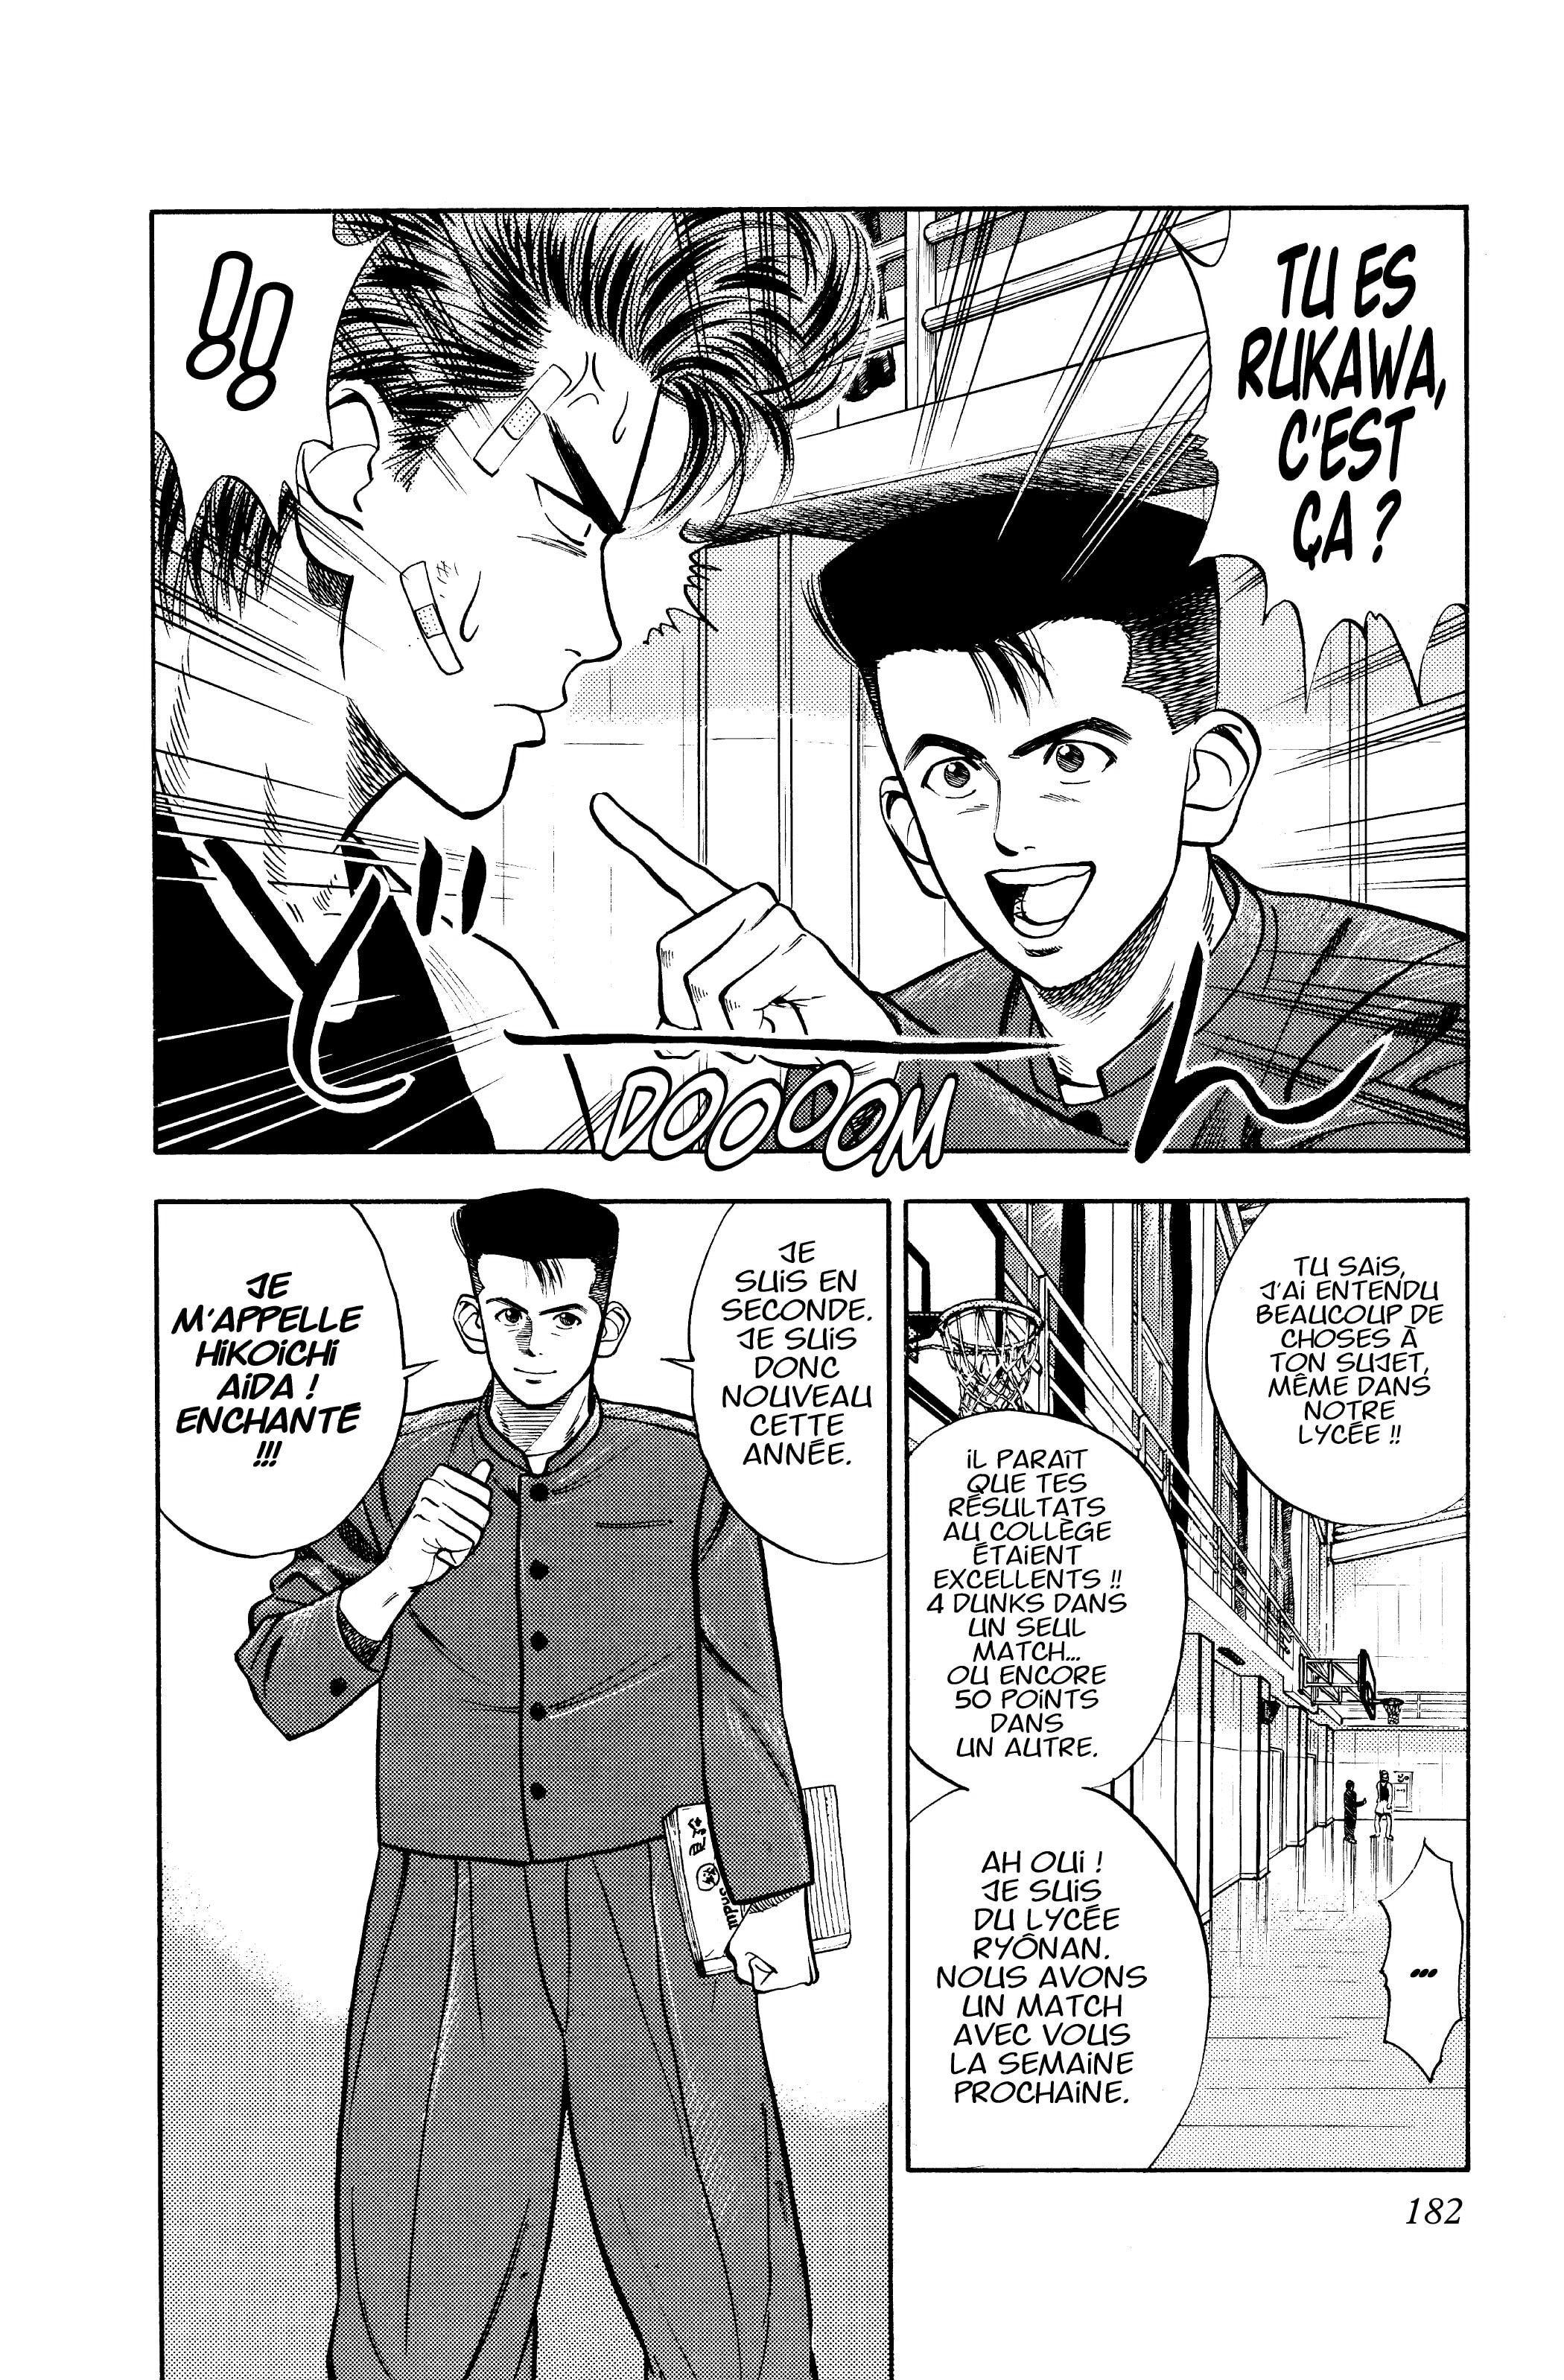 TU ES
RUKAWA,
C'EST
ÇA ?
!!
ドーン
DOOOOM
TU SAIS,
J'AI ENTENDU
BEAUCOUP DE
CHOSES À
TON SUJET,
MÊME DANS
NOTRE
LYCÉE !!
IL PARAÎT
QUE TES
RÉSULTATS
AU COLLÈGE
ÉTAIENT
EXCELLENTS !!
4 DUNKS DANS
UN SEUL
MATCH...
OU ENCORE
50 POINTS
DANS
UN AUTRE.
...
AH OUI !
JE SUIS
DU LYCÉE
RYÔNAN.
NOUS AVONS
UN MATCH
AVEC VOUS
LA SEMAINE
PROCHAINE.
JE
SUIS EN
SECONDE.
JE SUIS
DONC
NOUVEAU
CETTE
ANNÉE.
JE
M'APPELLE
HIKOICHI
AIDA !
ENCHANTÉ
!!!
182